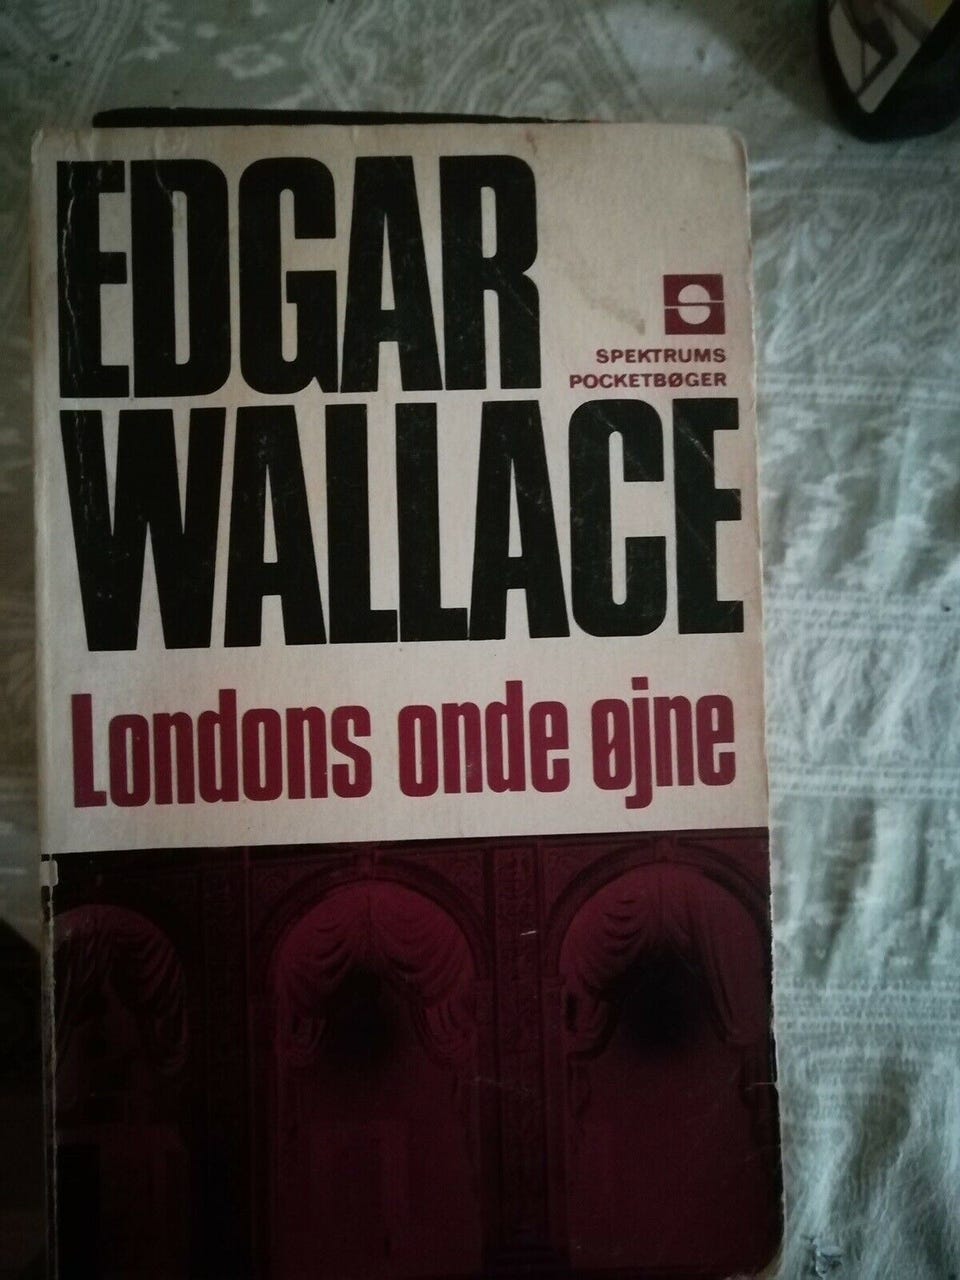 EDGAR
SPEKTRUMS
POCKETBØGER
WALLACE
Londons onde øjne